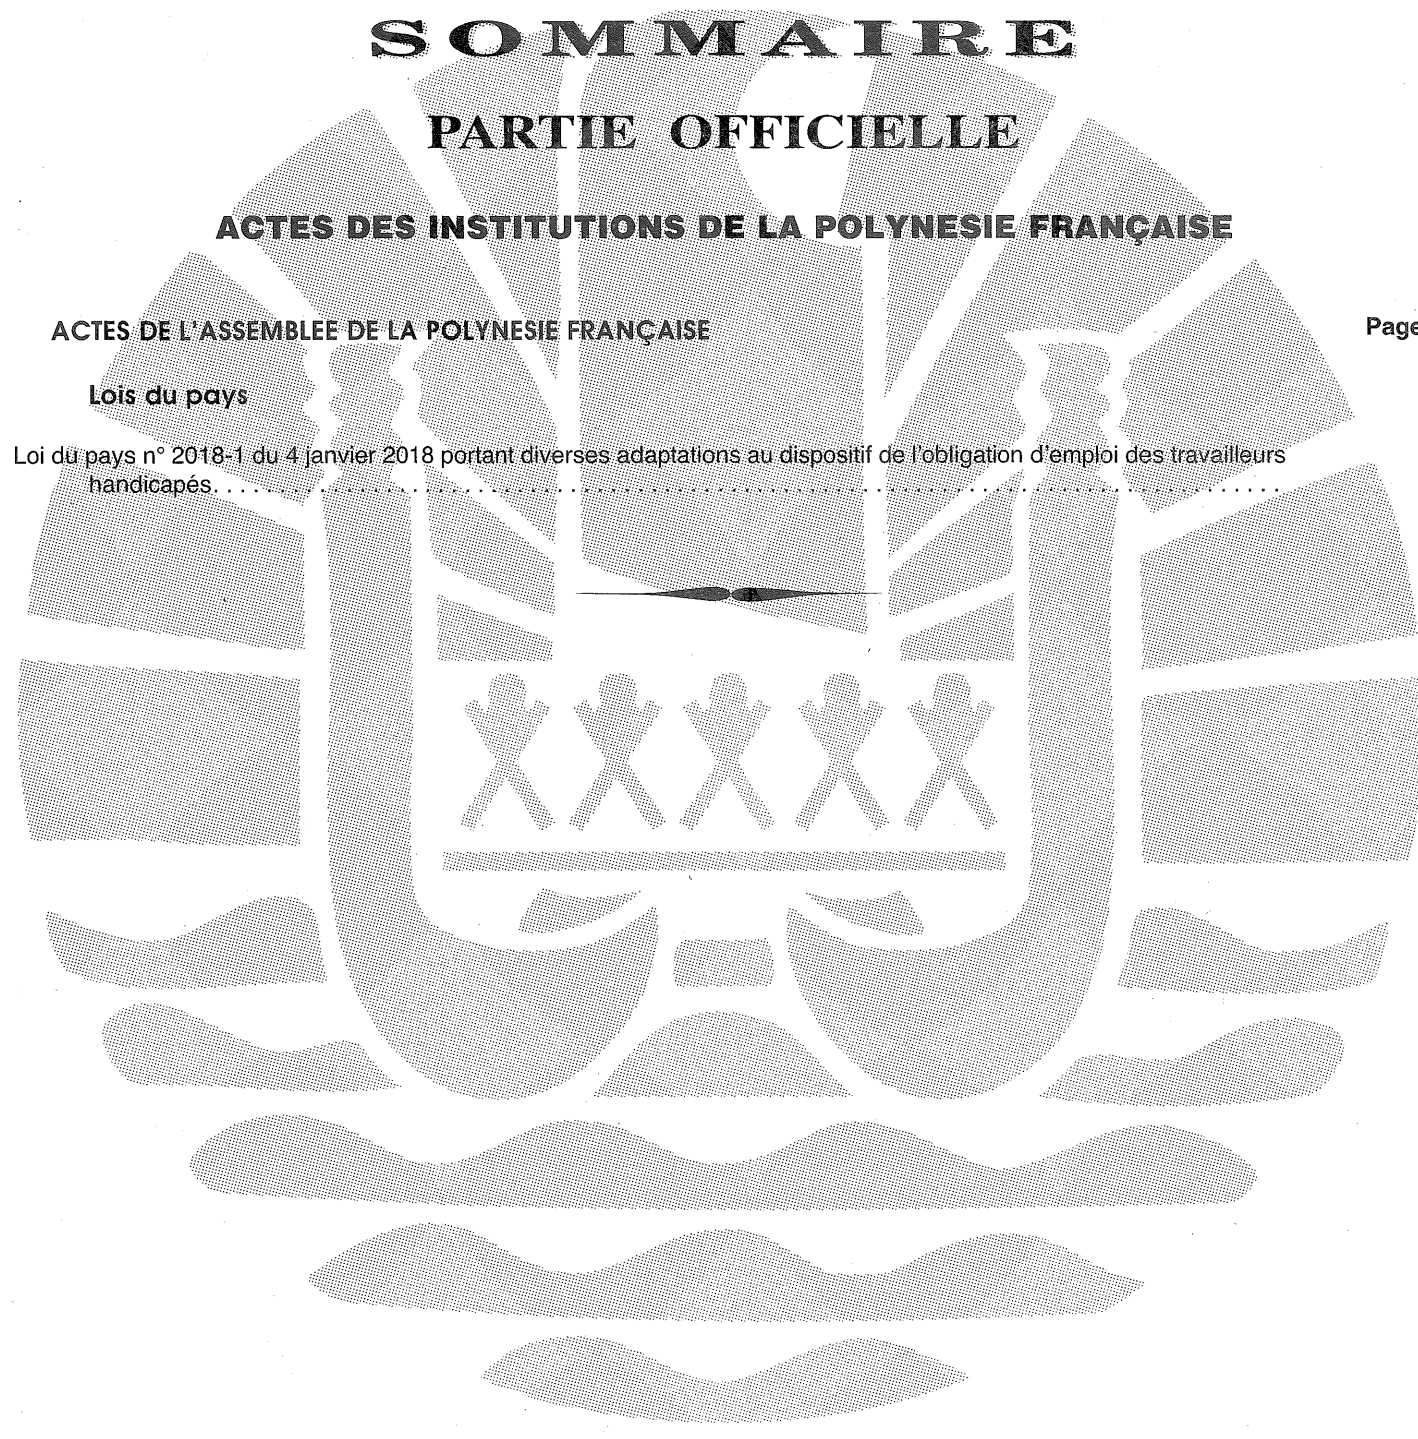 SOMMAIRE
PARTIE OFFICIELLE
ACTES DES INSTITUTIONS DE LA POLYNESIE FRANÇAISE
ACTES DE L'ASSEMBLEE DE LA POLYNESIE FRANÇAISE Page
Lois du pays
Loi du pays n° 2018-1 du 4 janvier 2018 portant diverses adaptations au dispositif de l'obligation d'emploi des travailleurs
handicapés. . . . . . . . . . . . . . . . . . . . . . . . . . . . . . . . . . . . . . . . . . . . . . . . . . . . . . . . . . . . . . . . . . . . . . . . . . . . . . . .